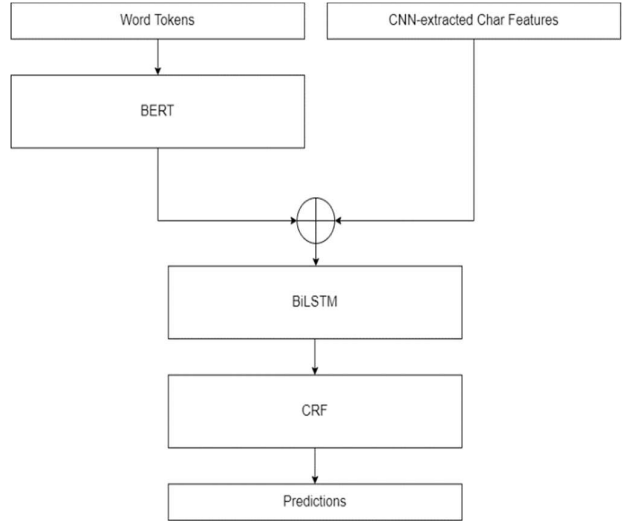 Word Tokens
CNN-extracted Char Features
BERT
BiLSTM
CRF
Predictions